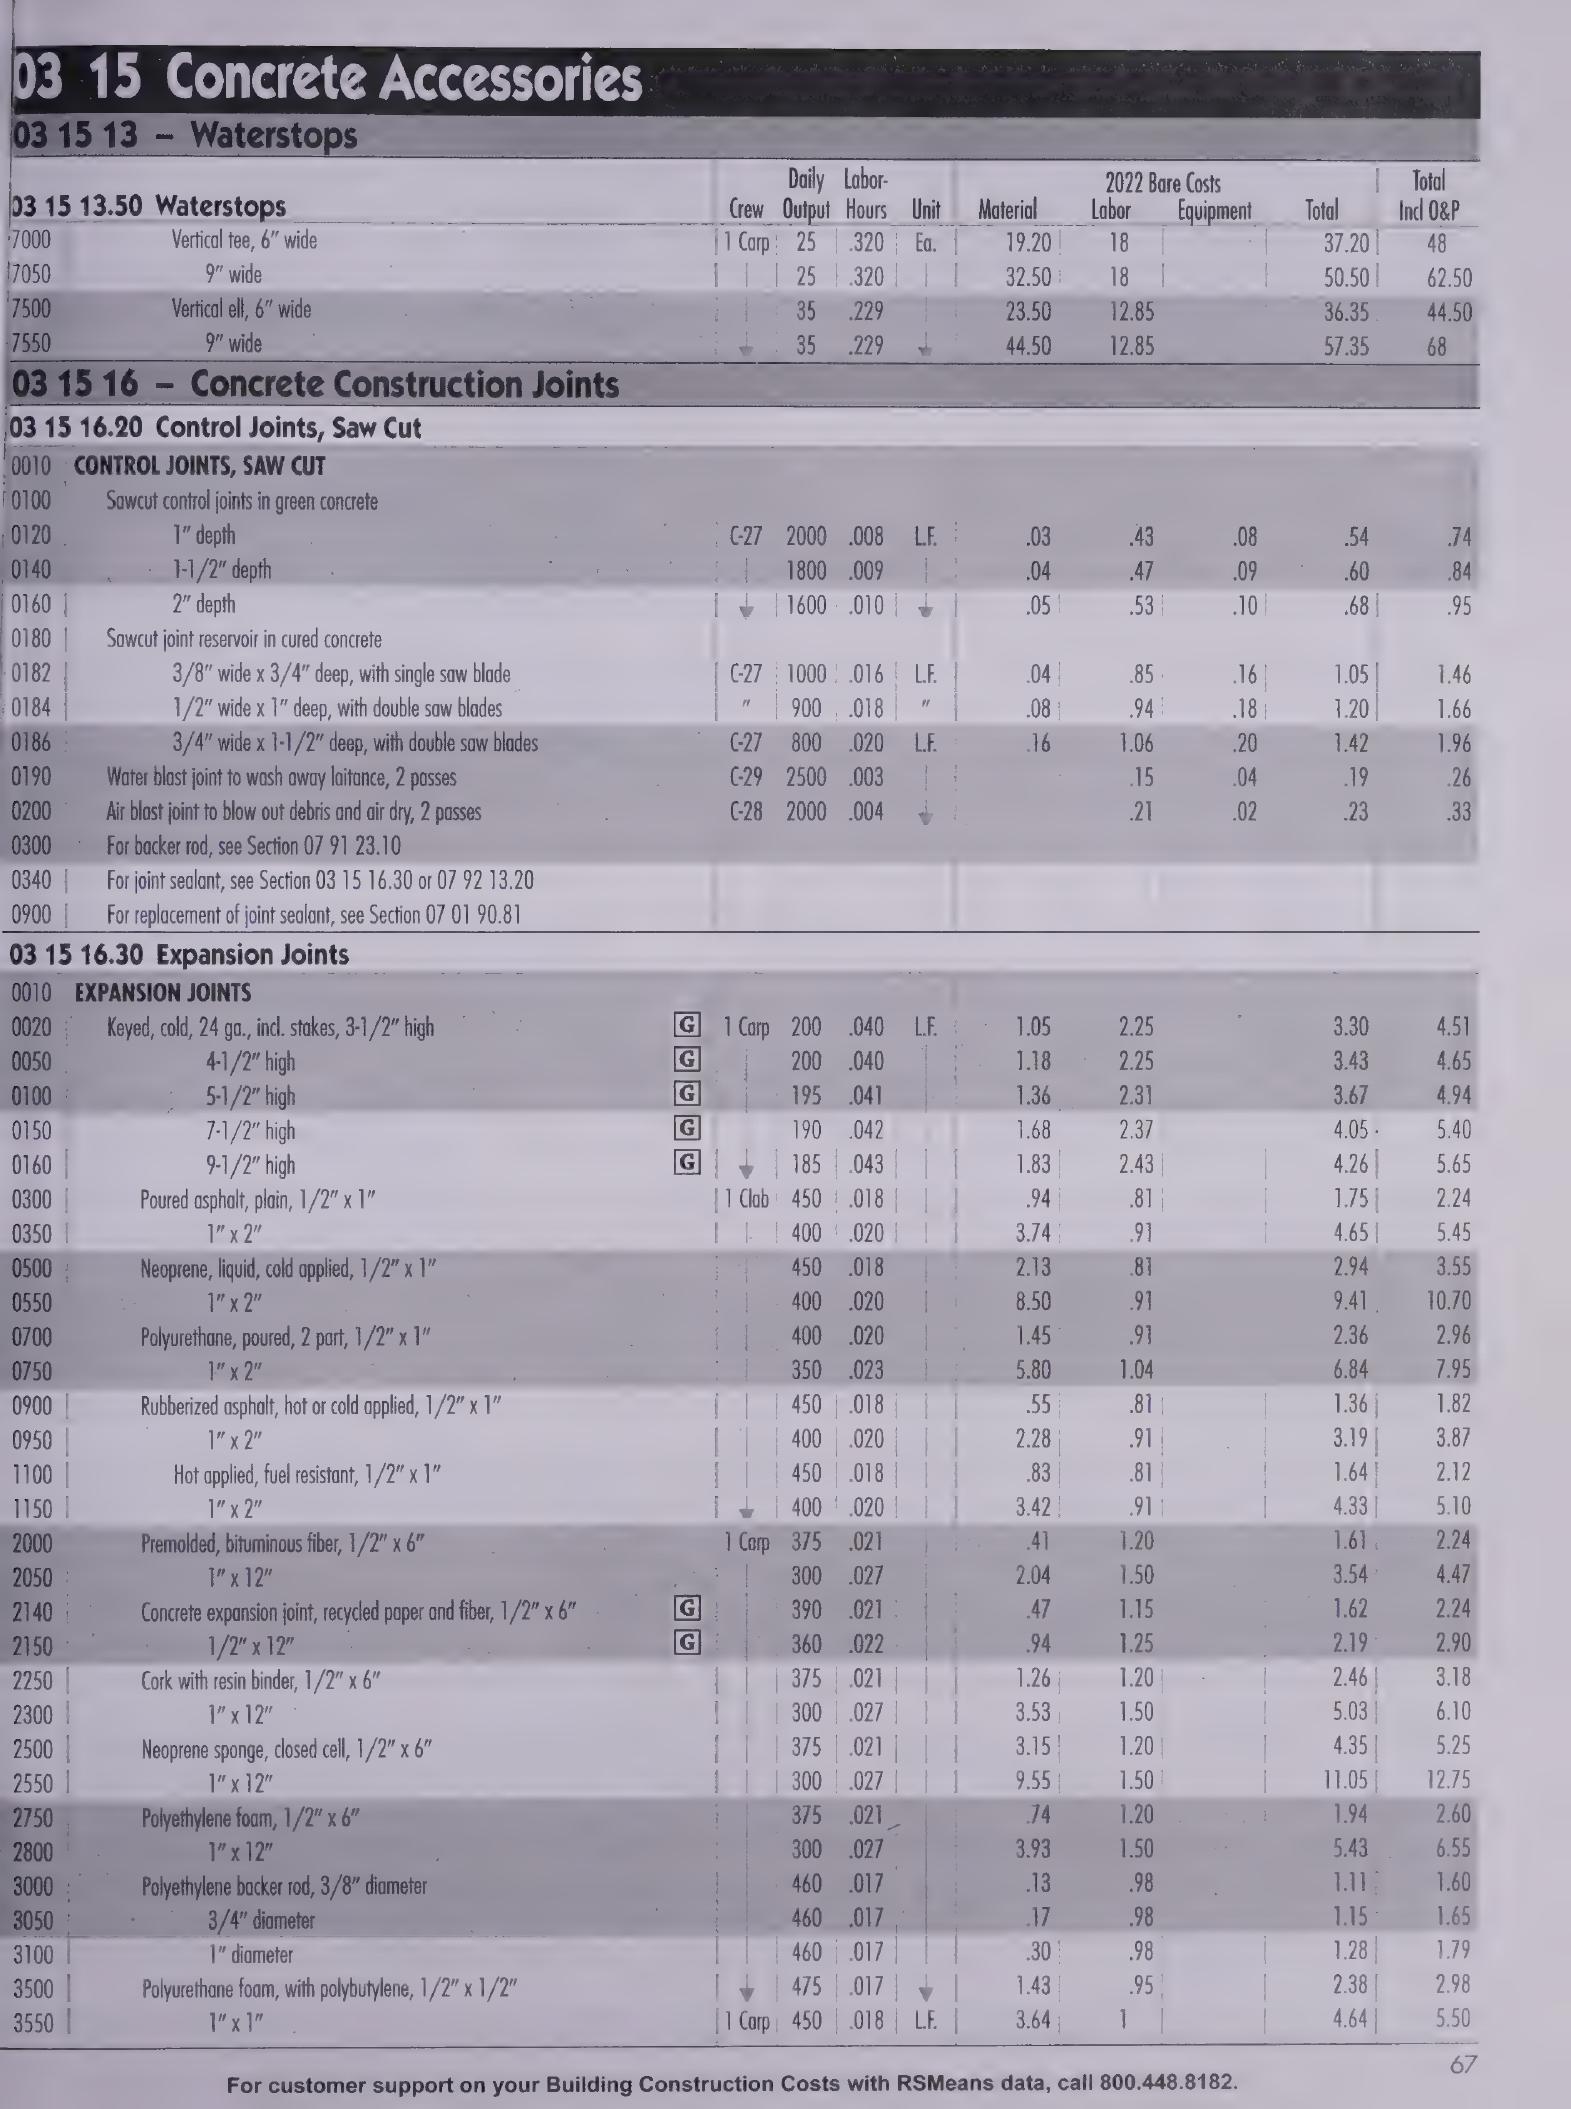 03 15 Concrete Accessories
03 15 13 – Waterstops
03 15 13.50 Waterstops Crew Daily Output Labor-Hours Unit Material Labor 2022 Bare Costs Equipment Total Total Incl O&P
7000 Vertical tee, 6" wide 1 Carp 25 .320 Ea. 19.20 18 37.20 48
7050 9" wide 25 .320 32.50 18 50.50 62.50
7500 Vertical ell, 6" wide 35 .229 23.50 12.85 36.35 44.50
7550 9" wide 35 .229 44.50 12.85 57.35 68
03 15 16 – Concrete Construction Joints
03 15 16.20 Control Joints, Saw Cut
0010 CONTROL JOINTS, SAW CUT
0100 Sawcut control joints in green concrete
0120 1" depth C-27 2000 .008 L.F. .03 .43 .08 .54 .74
0140 1-1/2" depth 1800 .009 .04 .47 .09 .60 .84
0160 2" depth 1600 .010 .05 .53 .10 .68 .95
0180 Sawcut joint reservoir in cured concrete
0182 3/8" wide x 3/4" deep, with single saw blade C-27 1000 .016 L.F. .04 .85 .16 1.05 1.46
0184 1/2" wide x 1" deep, with double saw blades " 900 .018 " .08 .94 .18 1.20 1.66
0186 3/4" wide x 1-1/2" deep, with double saw blades C-27 800 .020 L.F. .16 1.06 .20 1.42 1.96
0190 Water blast joint to wash away laitance, 2 passes C-29 2500 .003 .15 .04 .19 .26
0200 Air blast joint to blow out debris and air dry, 2 passes C-28 2000 .004 .21 .02 .23 .33
0300 For backer rod, see Section 07 91 23.10
0340 For joint sealant, see Section 03 15 16.30 or 07 92 13.20
0900 For replacement of joint sealant, see Section 07 01 90.81
03 15 16.30 Expansion Joints
0010 EXPANSION JOINTS
0020 Keyed, cold, 24 ga., incl. stakes, 3-1/2" high G 1 Carp 200 .040 L.F. 1.05 2.25 3.30 4.51
0050 4-1/2" high G 200 .040 1.18 2.25 3.43 4.65
0100 5-1/2" high G 195 .041 1.36 2.31 3.67 4.94
0150 7-1/2" high G 190 .042 1.68 2.37 4.05 5.40
0160 9-1/2" high G 185 .043 1.83 2.43 4.26 5.65
0300 Poured asphalt, plain, 1/2" x 1" 1 Clab 450 .018 .94 .81 1.75 2.24
0350 1" x 2" 400 .020 3.74 .91 4.65 5.45
0500 Neoprene, liquid, cold applied, 1/2" x 1" 450 .018 2.13 .81 2.94 3.55
0550 1" x 2" 400 .020 8.50 .91 9.41 10.70
0700 Polyurethane, poured, 2 part, 1/2" x 1" 400 .020 1.45 .91 2.36 2.96
0750 1" x 2" 350 .023 5.80 1.04 6.84 7.95
0900 Rubberized asphalt, hot or cold applied, 1/2" x 1" 450 .018 .55 .81 1.36 1.82
0950 1" x 2" 400 .020 2.28 .91 3.19 3.87
1100 Hot applied, fuel resistant, 1/2" x 1" 450 .018 .83 .81 1.64 2.12
1150 1" x 2" 400 .020 3.42 .91 4.33 5.10
2000 Premolded, bituminous fiber, 1/2" x 6" 1 Carp 375 .021 .41 1.20 1.61 2.24
2050 1" x 12" 300 .027 2.04 1.50 3.54 4.47
2140 Concrete expansion joint, recycled paper and fiber, 1/2" x 6" G 390 .021 .47 1.15 1.62 2.24
2150 1/2" x 12" G 360 .022 .94 1.25 2.19 2.90
2250 Cork with resin binder, 1/2" x 6" 375 .021 1.26 1.20 2.46 3.18
2300 1" x 12" 300 .027 3.53 1.50 5.03 6.10
2500 Neoprene sponge, closed cell, 1/2" x 6" 375 .021 3.15 1.20 4.35 5.25
2550 1" x 12" 300 .027 9.55 1.50 11.05 12.75
2750 Polyethylene foam, 1/2" x 6" 375 .021 .74 1.20 1.94 2.60
2800 1" x 12" 300 .027 3.93 1.50 5.43 6.55
3000 Polyethylene backer rod, 3/8" diameter 460 .017 .13 .98 1.11 1.60
3050 3/4" diameter 460 .017 .17 .98 1.15 1.65
3100 1" diameter 460 .017 .30 .98 1.28 1.79
3500 Polyurethane foam, with polybutylene, 1/2" x 1/2" 475 .017 1.43 .95 2.38 2.98
3550 1" x 1" 1 Carp 450 .018 L.F. 3.64 1 4.64 5.50
67
For customer support on your Building Construction Costs with RSMeans data, call 800.448.8182.